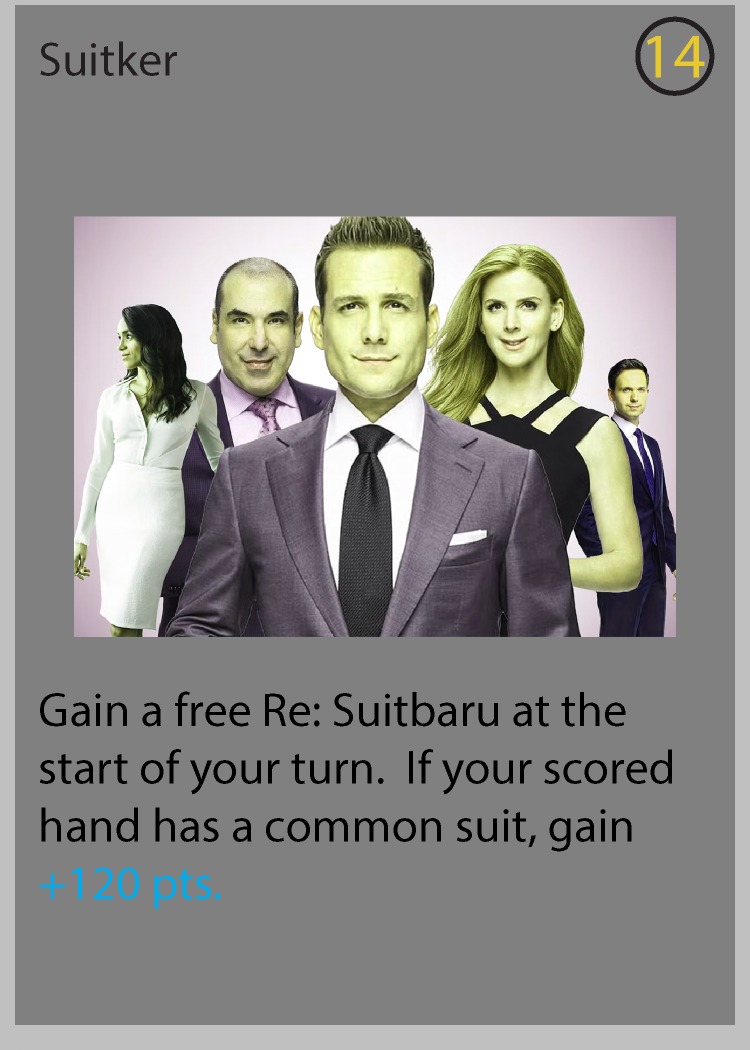 Suitker
14
Gain a free Re: Suitbaru at the
start of your turn.  If your scored
hand has a common suit, gain
+120 pts.